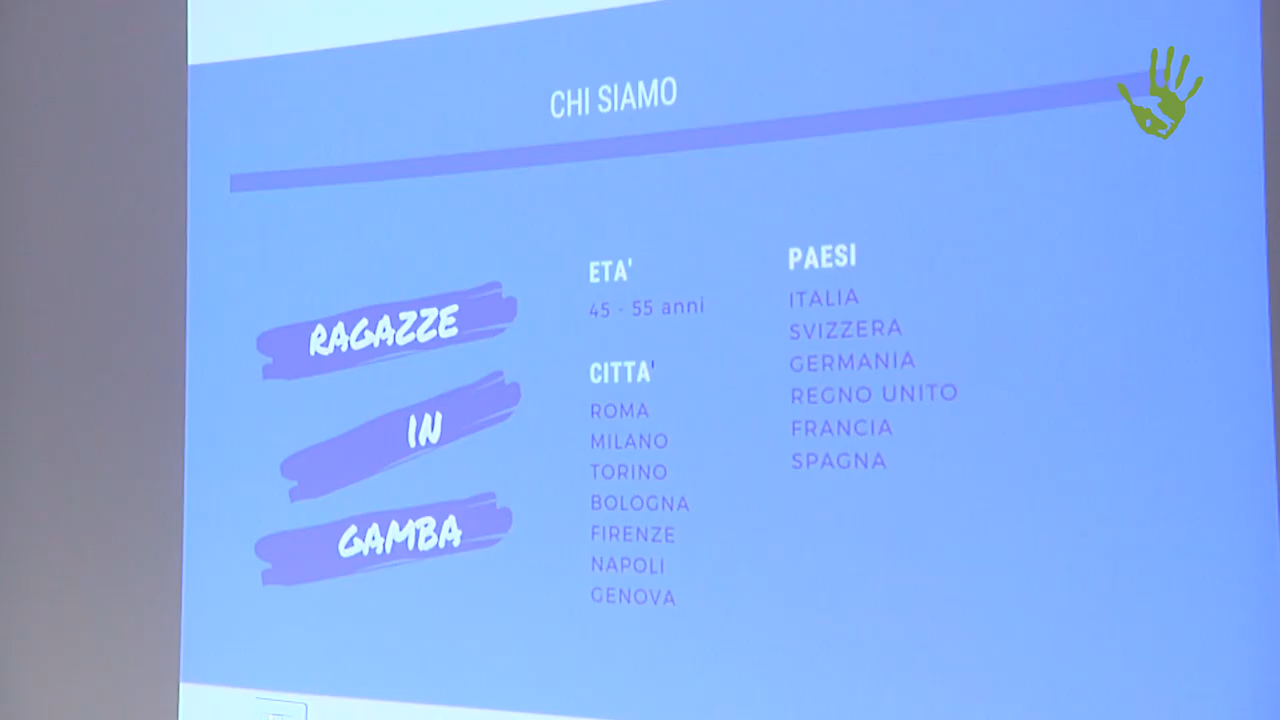 CHI SIAMO
RAGAZZE
IN
GAMBA
ETA'
45 - 55 anni
CITTA'
ROMA
MILANO
TORINO
BOLOGNA
FIRENZE
NAPOLI
GENOVA
PAESI
ITALIA
SVIZZERA
GERMANIA
REGNO UNITO
FRANCIA
SPAGNA